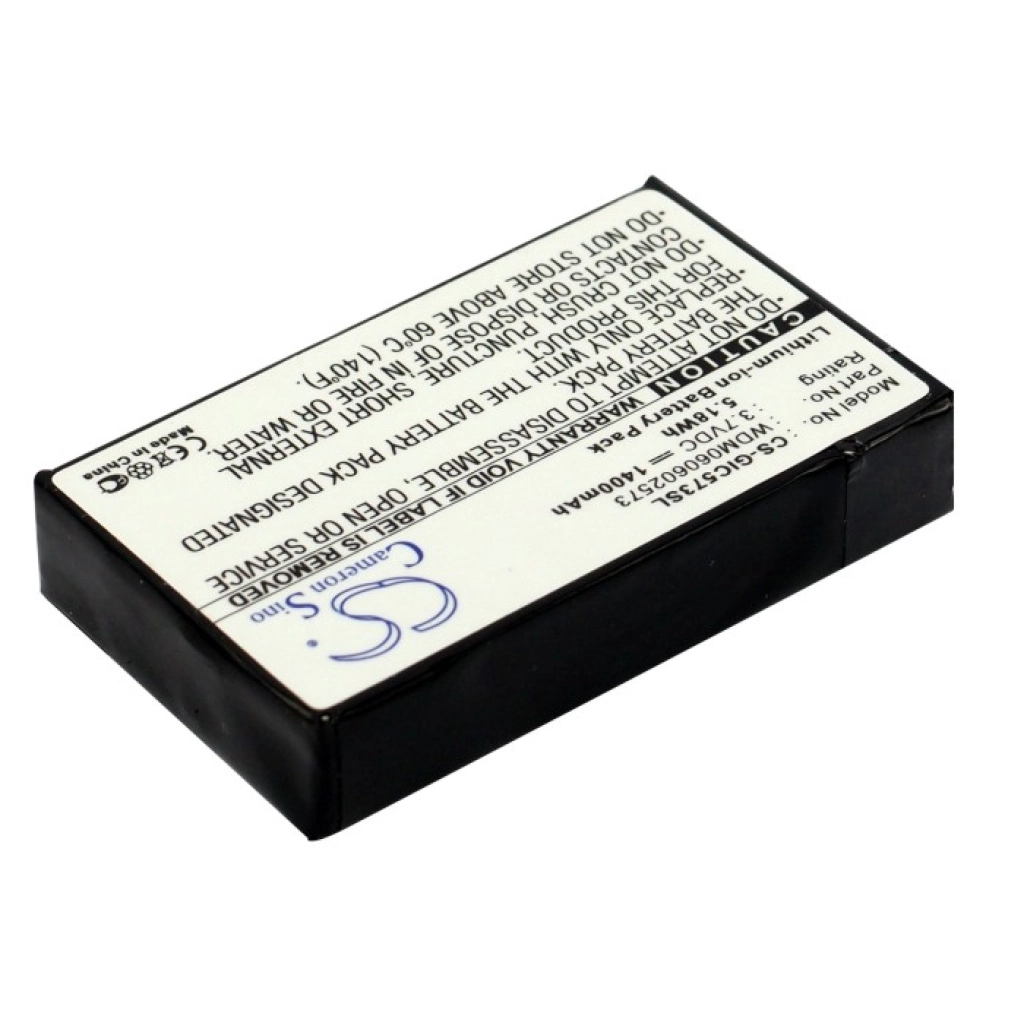 Cameron Sino
CS.
Model No. : CS-GIC573SL
Part No. : WDM060602573
Rating : 3.7VDC ⎓ 1400mAh
5.18Wh
Lithium-ion Battery Pack
CAUTION WARRANTY VOID IF LABEL IS REMOVED
•DO NOT ATTEMPT TO DISASSEMBLE, OPEN OR SERVICE
THE BATTERY PACK.
•REPLACE ONLY WITH THE BATTERY PACK DESIGNATED
FOR THIS PRODUCT.
•DO NOT CRUSH, PUNCTURE, SHORT EXTERNAL
CONTACTS OR DISPOSE OF IN FIRE OR WATER.
•DO NOT STORE ABOVE 60°C (140°F).
CE
Made in China